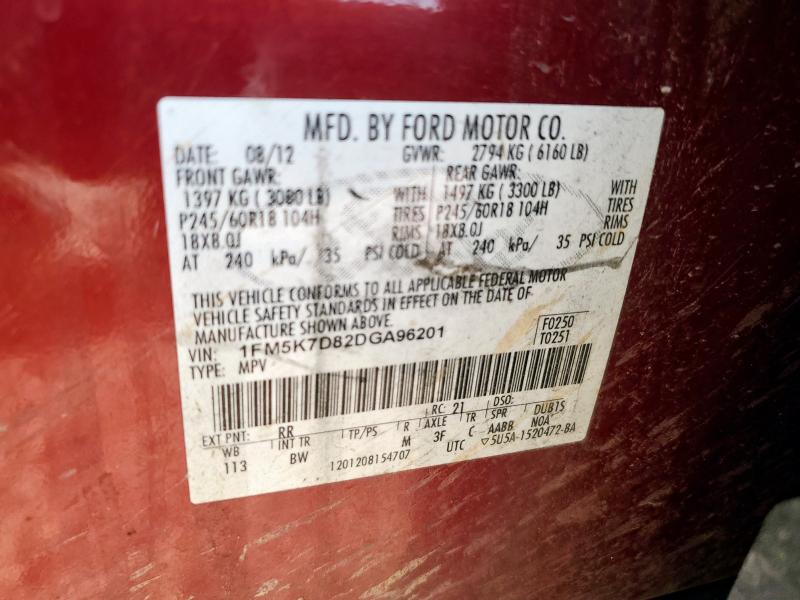 MFD. BY FORD MOTOR CO.
DATE: 08/12 GVWR: 2794 KG ( 6160 LB)
FRONT GAWR: REAR GAWR:
1397 KG ( 3080 LB) WITH 1497 KG ( 3300 LB) WITH
P245/60R18 104H TIRES P245/60R18 104H TIRES
18X8.0J RIMS 18X8.0J RIMS
AT 240 kPa/ 35 PSI COLD AT 240 kPa/ 35 PSI COLD
THIS VEHICLE CONFORMS TO ALL APPLICABLE FEDERAL MOTOR
VEHICLE SAFETY STANDARDS IN EFFECT ON THE DATE OF
MANUFACTURE SHOWN ABOVE.
VIN: 1FM5K7D82DGA96201 F0250
TYPE: MPV T0251
EXT PNT: RR RC: 21 DSO:
WB INT TR TP/PS R AXLE TR SPR DUB1S
113 BW M 3F C AABB N0A
1201208154707 UTC ▽5U5A-1520472-BA